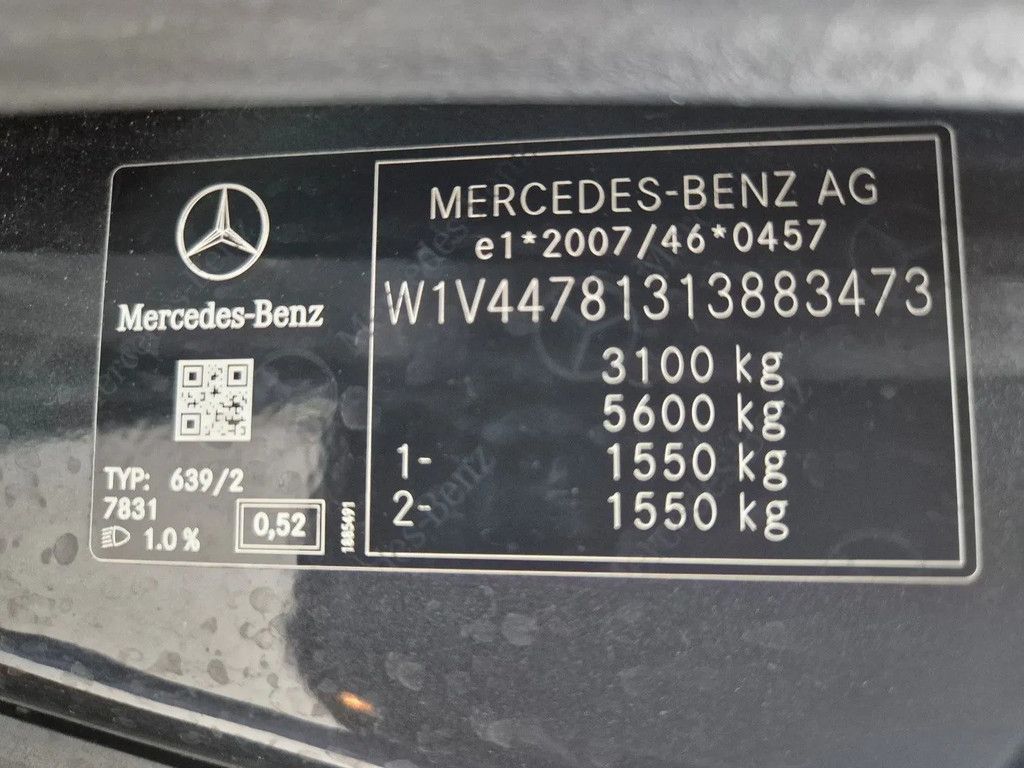 MERCEDES-BENZ AG
e1*2007/46*0457
W1V44781313883473
3100 kg
5600 kg
1- 1550 kg
2- 1550 kg
Mercedes-Benz
TYP: 639/2
7831
1.0 %
0,52
1885491